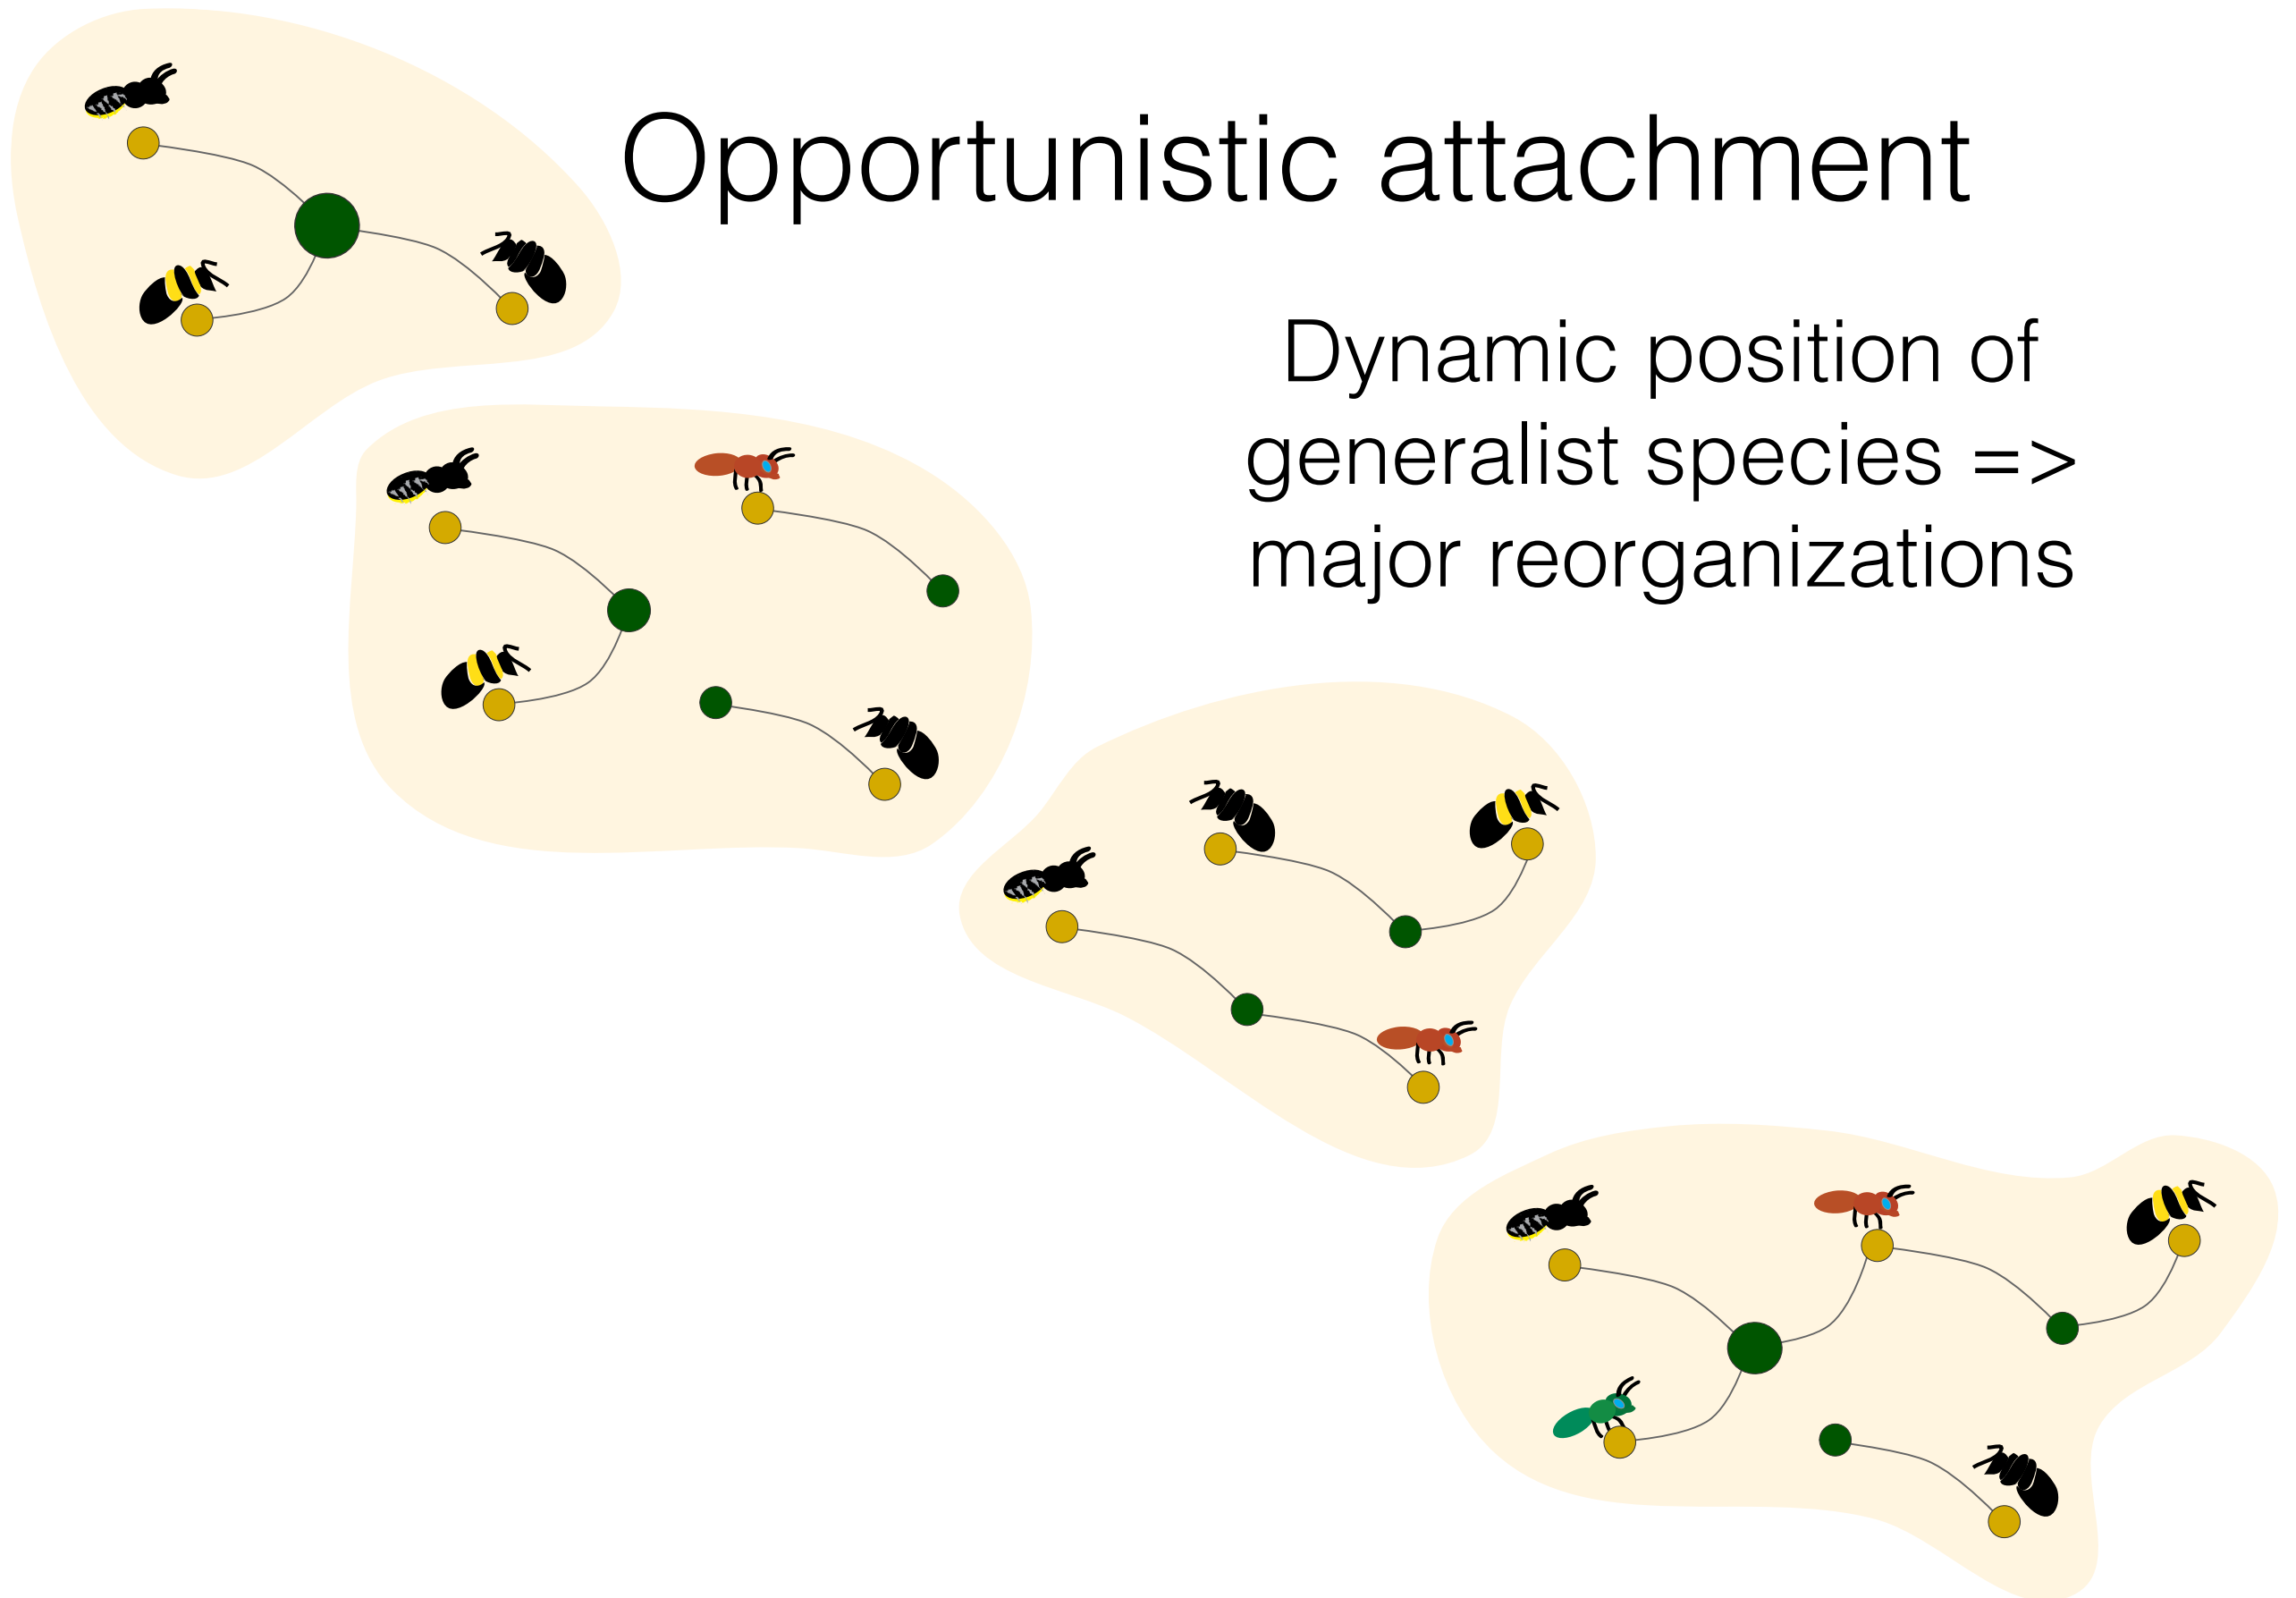 Opportunistic attachment
Dynamic position of
generalist species =>
major reorganizations